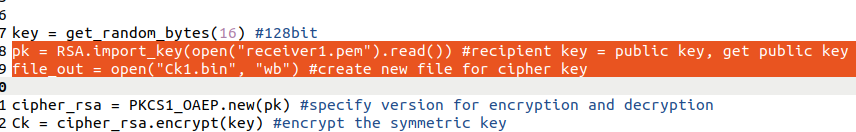 6
7 key = get_random_bytes(16) #128bit
8 pk = RSA.import_key(open("receiver1.pem").read()) #recipient key = public key, get public key
9 file_out = open("Ck1.bin", "wb") #create new file for cipher key
0
1 cipher_rsa = PKCS1_OAEP.new(pk) #specify version for encryption and decryption
2 Ck = cipher_rsa.encrypt(key) #encrypt the symmetric key